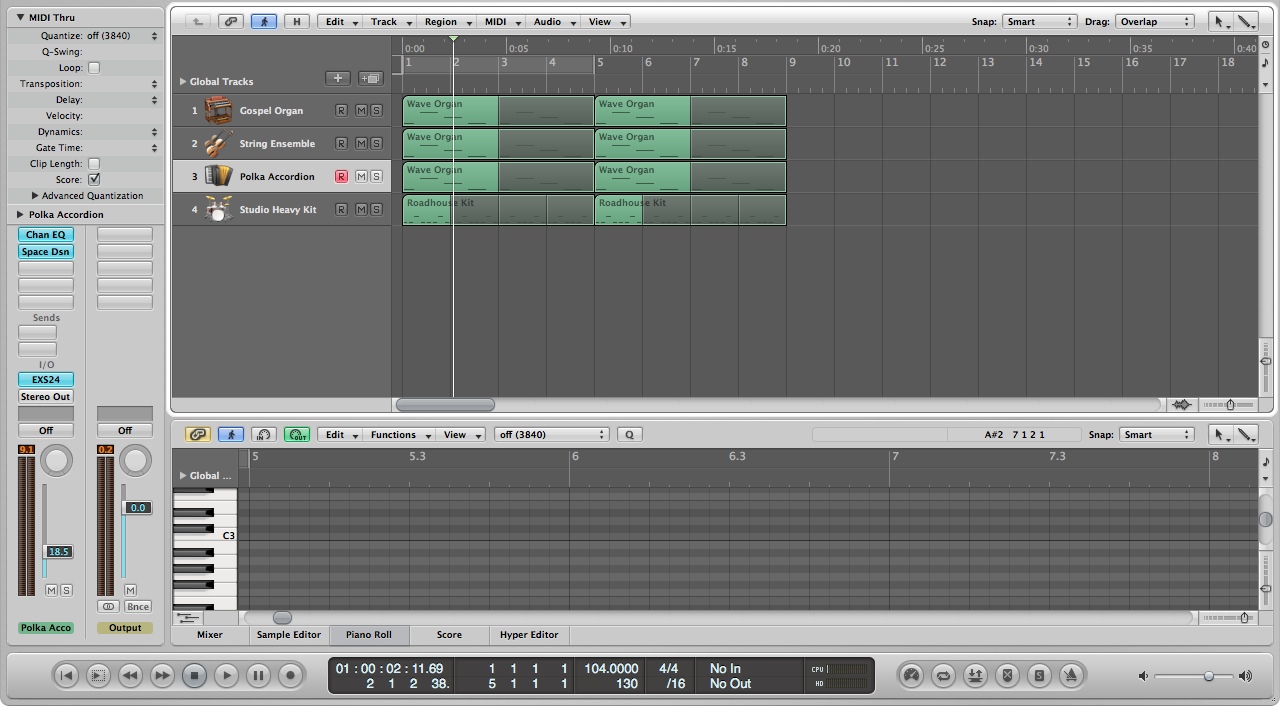 MIDI Thru
Quantize: off (3840)
Q-Swing:
Loop:
Transposition:
Delay:
Velocity:
Dynamics:
Gate Time:
Clip Length:
Score:
Advanced Quantization
Polka Accordion
Chan EQ
Space Dsn
Sends
I/O
EXS24
Stereo Out
Off Off
9.1 0.2
0.0
18.5
M S M
Bnce
Polka Acco Output
H Edit Track Region MIDI Audio View Snap: Smart Drag: Overlap
0:00 0:05 0:10 0:15 0:20 0:25 0:30 0:35 0:40
1 2 3 4 5 6 7 8 9 10 11 12 13 14 15 16 17 18
Global Tracks
1 Gospel Organ R M S Wave Organ Wave Organ
2 String Ensemble R M S Wave Organ Wave Organ
3 Polka Accordion R M S Wave Organ Wave Organ
4 Studio Heavy Kit R M S Roadhouse Kit Roadhouse Kit
IN OUT Edit Functions View off (3840) Q A#2 7 1 2 1 Snap: Smart
5 5.3 6 6.3 7 7.3 8
Global ...
C3
Mixer Sample Editor Piano Roll Score Hyper Editor
01 : 00 : 02 : 11.69 1 1 1 1 104.0000 4/4 No In CPU
2 1 2 38. 5 1 1 1 130 /16 No Out HD
S